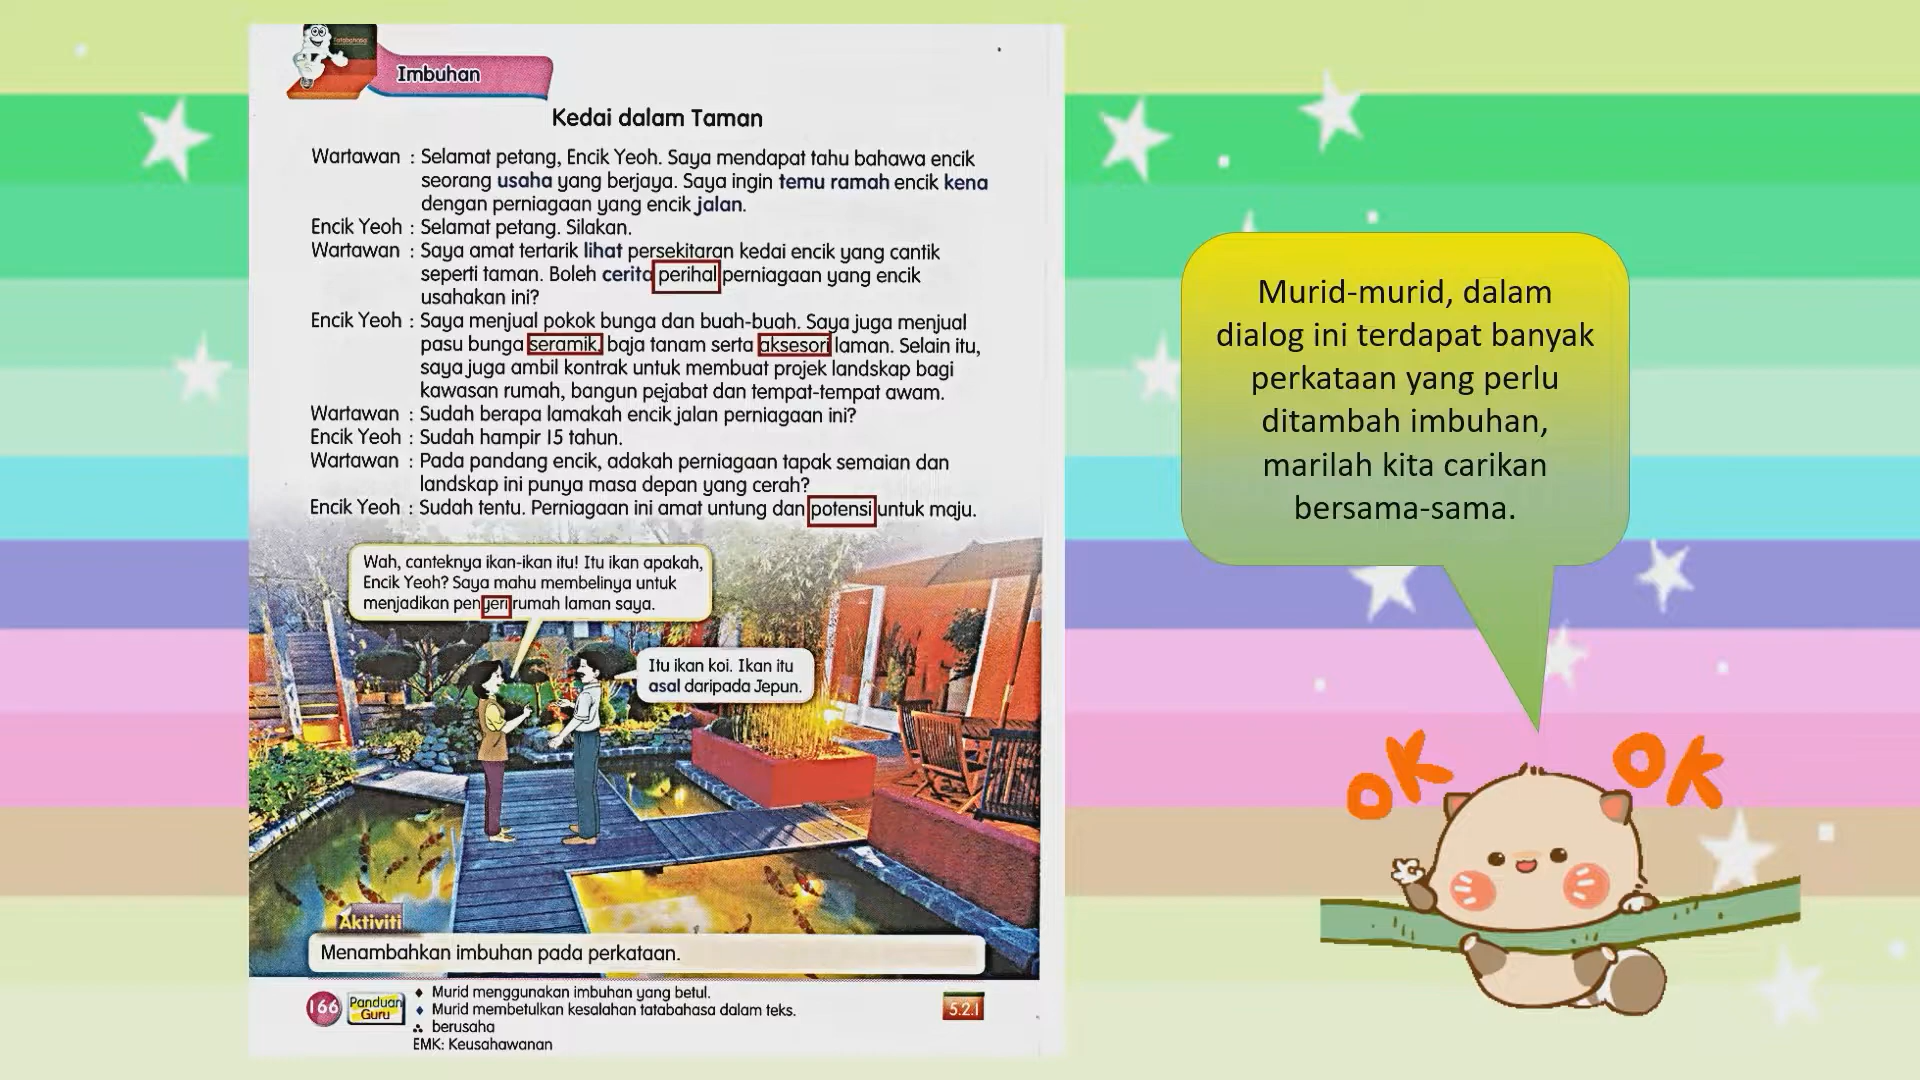 Tatabahasa
Imbuhan
Kedai dalam Taman
Wartawan : Selamat petang, Encik Yeoh. Saya mendapat tahu bahawa encik
seorang usaha yang berjaya. Saya ingin temu ramah encik kena
dengan perniagaan yang encik jalan.
Encik Yeoh : Selamat petang. Silakan.
Wartawan : Saya amat tertarik lihat persekitaran kedai encik yang cantik
seperti taman. Boleh cerita perihal perniagaan yang encik
usahakan ini?
Encik Yeoh : Saya menjual pokok bunga dan buah-buah. Saya juga menjual
pasu bunga seramik, baja tanam serta aksesori laman. Selain itu,
saya juga ambil kontrak untuk membuat projek landskap bagi
kawasan rumah, bangun pejabat dan tempat-tempat awam.
Wartawan : Sudah berapa lamakah encik jalan perniagaan ini?
Encik Yeoh : Sudah hampir 15 tahun.
Wartawan : Pada pandang encik, adakah perniagaan tapak semaian dan
landskap ini punya masa depan yang cerah?
Encik Yeoh : Sudah tentu. Perniagaan ini amat untung dan potensi untuk maju.
Wah, canteknya ikan-ikan itu! Itu ikan apakah,
Encik Yeoh? Saya mahu membelinya untuk
menjadikan penyeri rumah laman saya.
Itu ikan koi. Ikan itu
asal daripada Jepun.
Aktiviti
Menambahkan imbuhan pada perkataan.
166
Panduan
Guru
♦ Murid menggunakan imbuhan yang betul.
♦ Murid membetulkan kesalahan tatabahasa dalam teks.
∴ berusaha
EMK: Keusahawanan
5.2.1
Murid-murid, dalam
dialog ini terdapat banyak
perkataan yang perlu
ditambah imbuhan,
marilah kita carikan
bersama-sama.
OK
OK